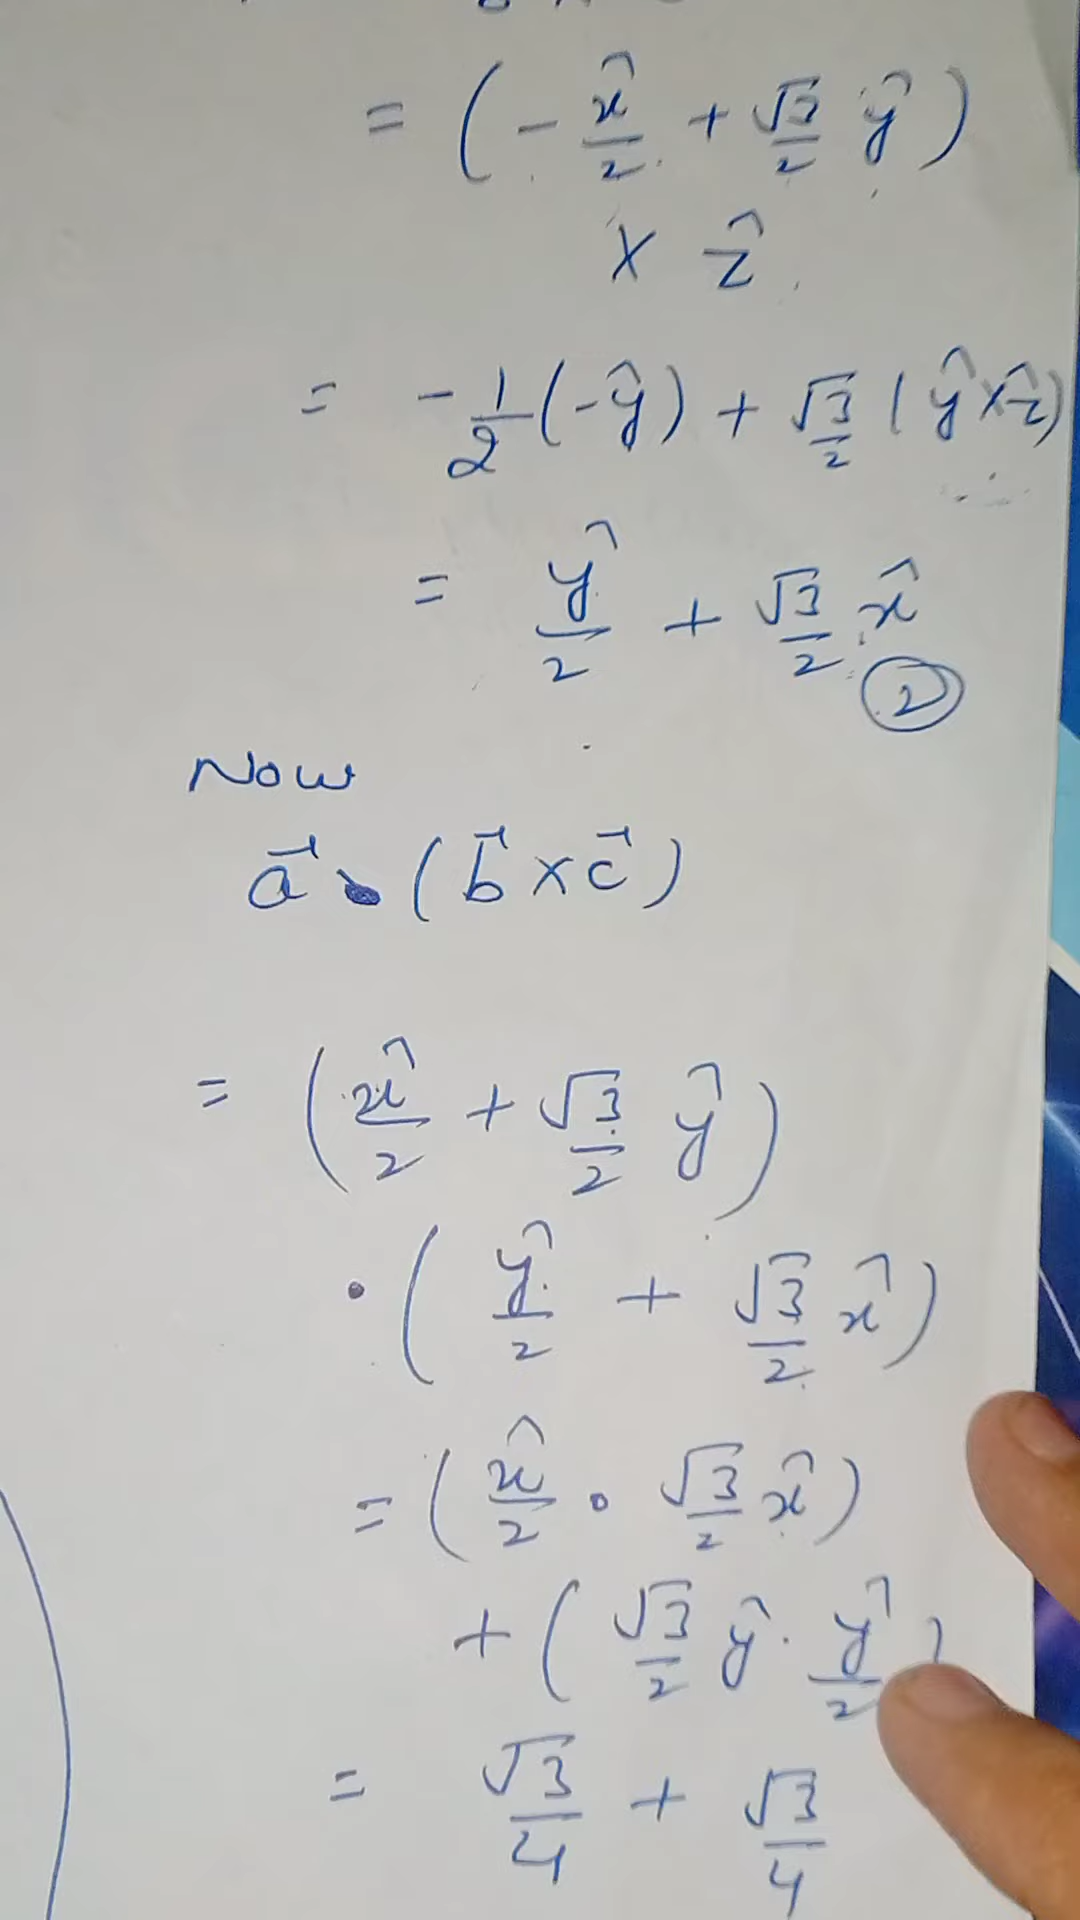 = (- x̂/2 + √3/2 ŷ)
× ẑ
= -1/2 (-ŷ) + √3/2 (ŷ×ẑ)
= ŷ/2 + √3/2 x̂
②
Now
a⃗ · (b⃗ × c⃗)
= (x̂/2 + √3/2 ŷ)
· (ŷ/2 + √3/2 x̂)
= (x̂/2 · √3/2 x̂)
+ (√3/2 ŷ · ŷ/2)
= √3/4 + √3/4